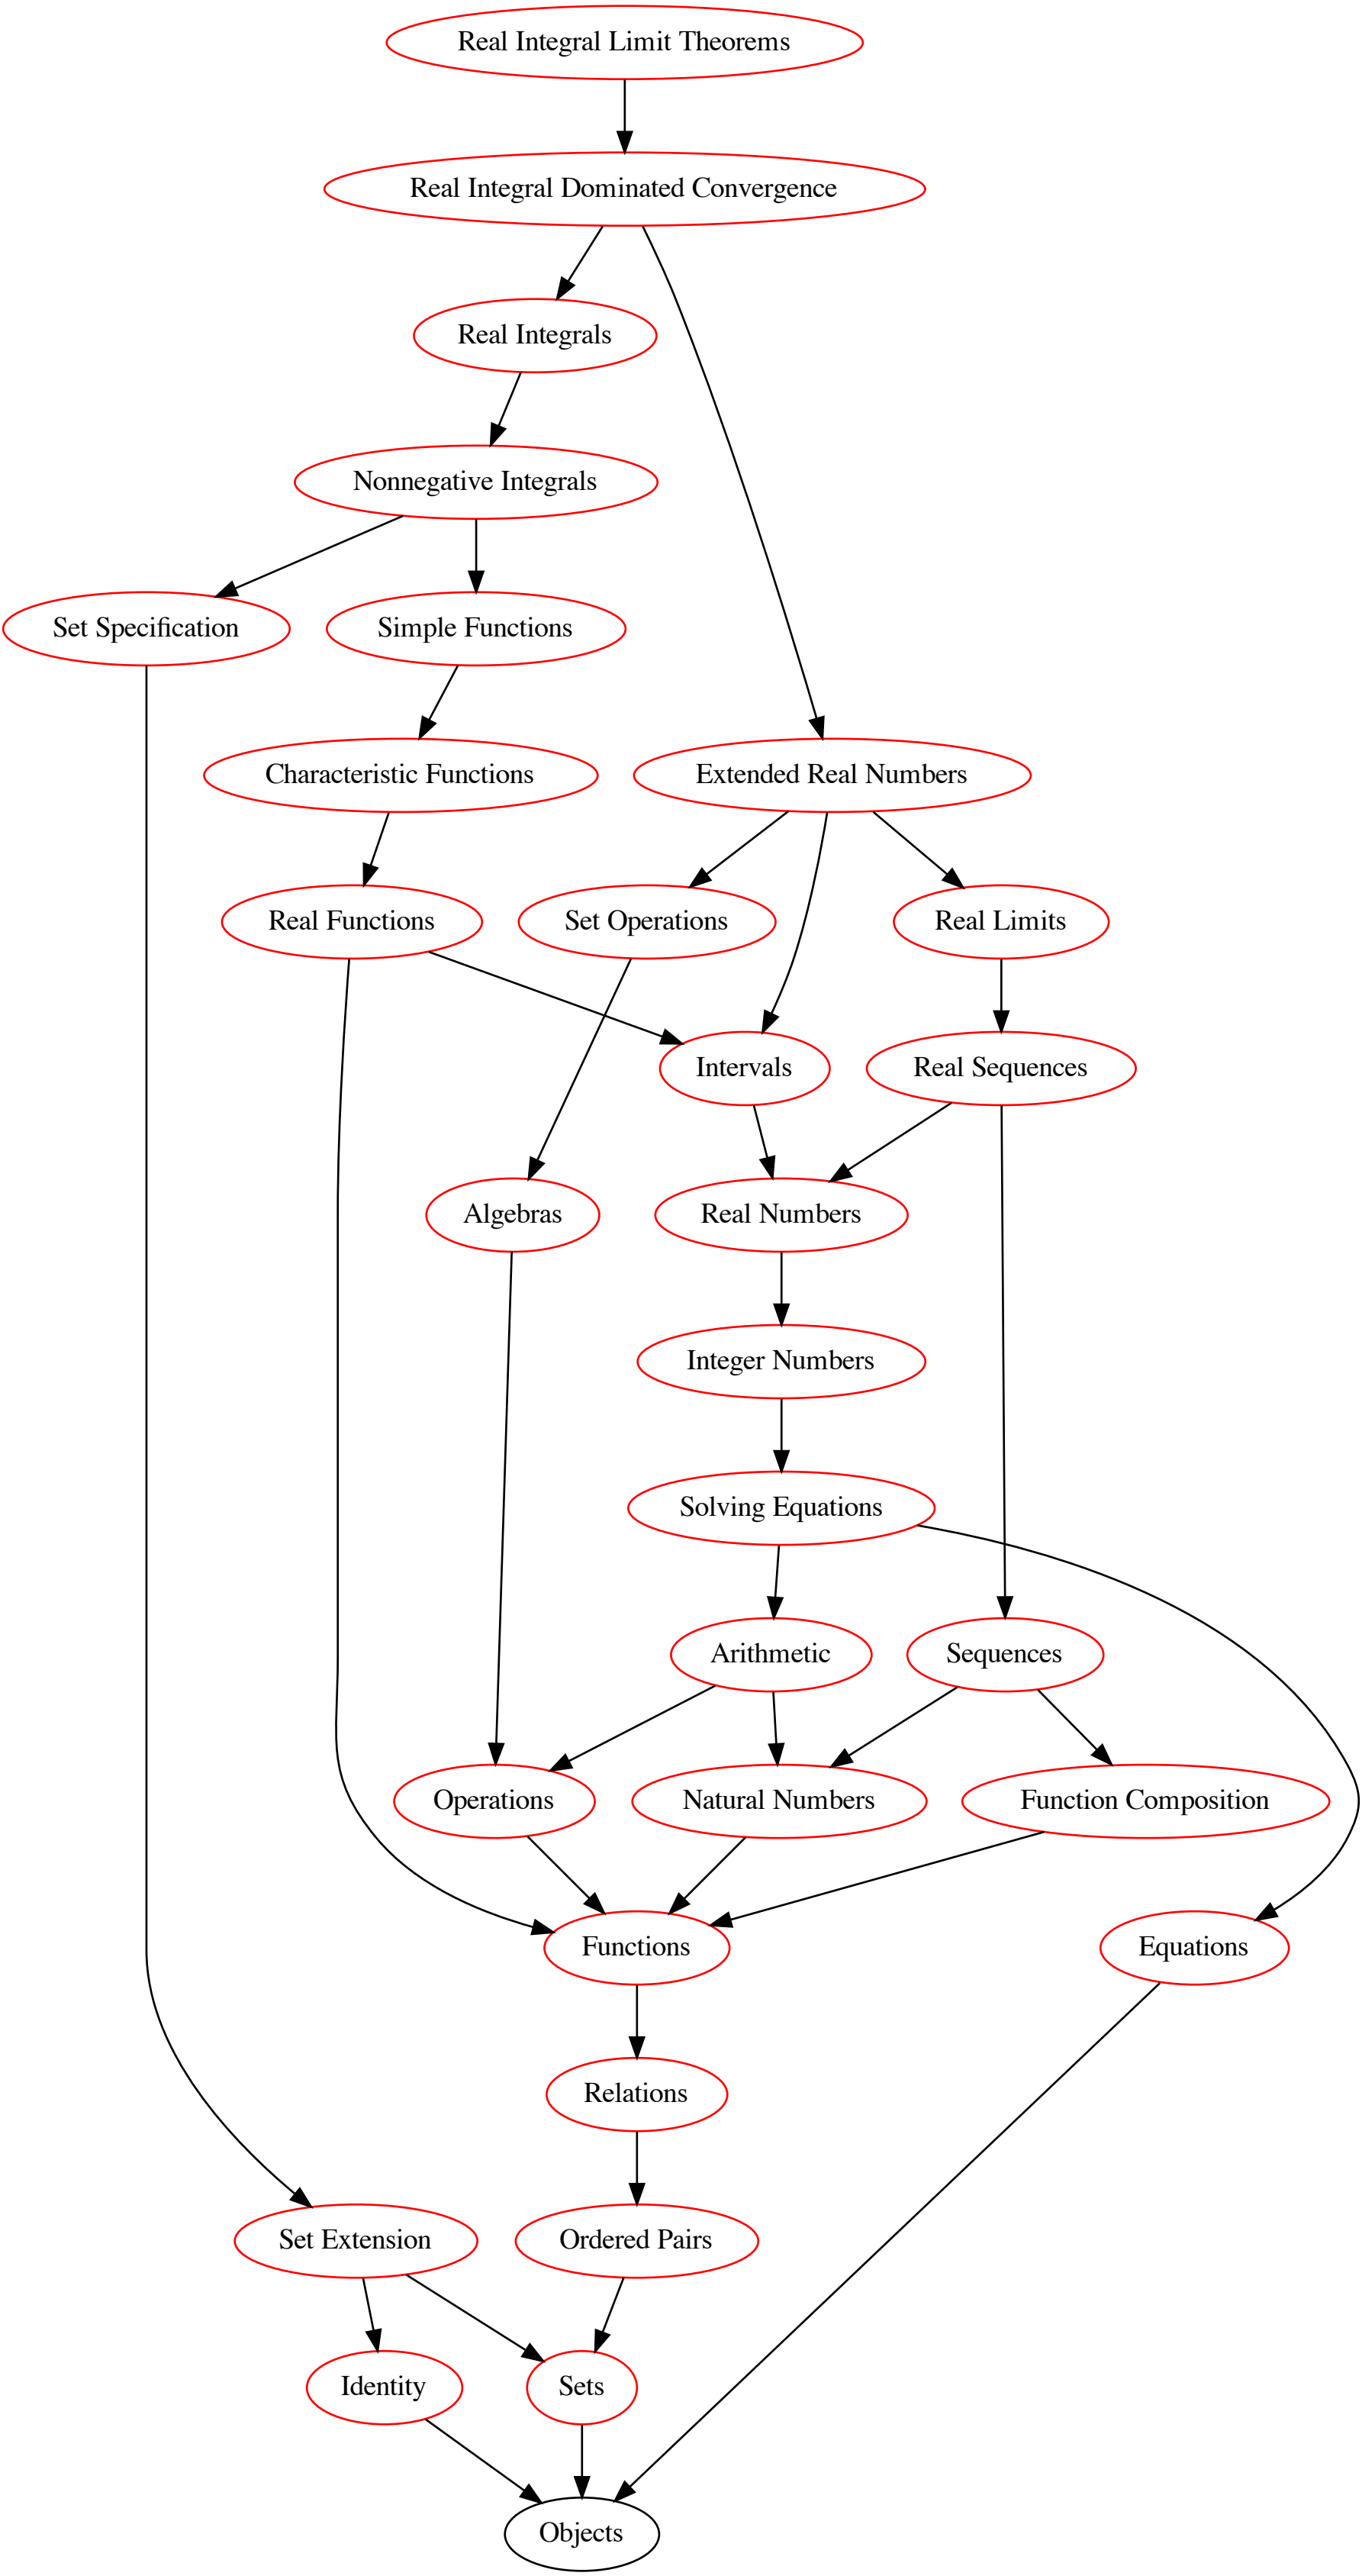 Real Integral Limit Theorems
Real Integral Dominated Convergence
Real Integrals
Nonnegative Integrals
Set Specification
Simple Functions
Characteristic Functions
Extended Real Numbers
Real Functions
Set Operations
Real Limits
Intervals
Real Sequences
Algebras
Real Numbers
Integer Numbers
Solving Equations
Arithmetic
Sequences
Operations
Natural Numbers
Function Composition
Functions
Equations
Relations
Set Extension
Ordered Pairs
Identity
Sets
Objects